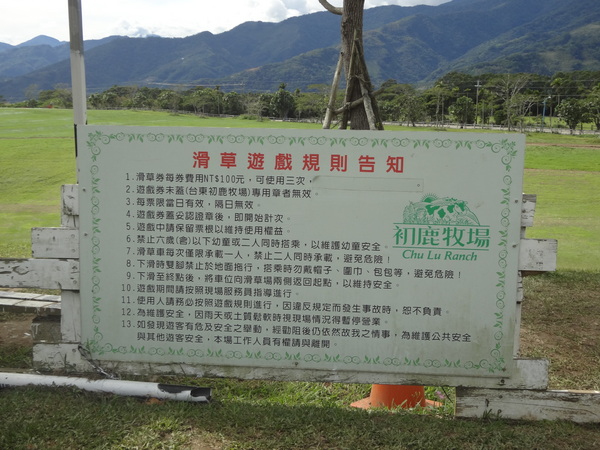 滑草遊戲規則告知
1.滑草券每券費用NT$100元，可使用三次，
2.遊戲券未蓋(台東初鹿牧場)專用章者無效。
3.每票限當日有效，隔日無效。
4.遊戲券蓋妥認證章後，即開始計次。
5.遊戲中請保留票根以維持使用權益。
6.禁止六歲(含)以下幼童或二人同時搭乘，以維護幼童安全。
7.滑草車每次僅限承載一人，禁止二人同時承載，避免危險！
8.下滑時雙腳禁止於地面拖行，搭乘時勿戴帽子、圍巾、包包等，避免危險！
9.下滑至終點後，將車位向滑草場兩側返回起點，以維持安全。
10.遊戲期間請按照現場服務員指導進行。
11.使用人請務必按照遊戲規則進行，因違反規定而發生事故時，恕不負責。
12.為維護安全，因雨天或土質鬆軟時視現場情況得暫停營業。
13.如發現遊客有危及安全之舉動，經勸阻後仍依然故我之情事，為維護公共安全
與其他遊客安全，本場工作人員有權請與離開。
初鹿牧場
Chu Lu Ranch